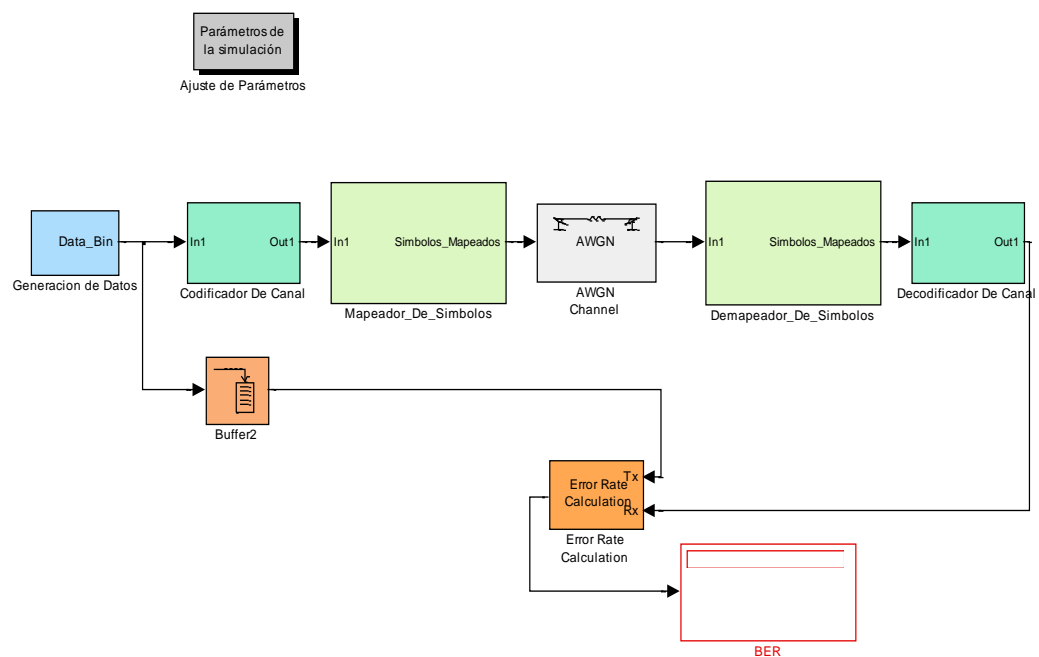 Parámetros de
la simulación
Ajuste de Parámetros
Data_Bin
Generacion de Datos
In1
Out1
Codificador De Canal
In1
Simbolos_Mapeados
Mapeador_De_Simbolos
AWGN
AWGN
Channel
In1
Simbolos_Mapeados
Demapeador_De_Simbolos
In1
Out1
Decodificador De Canal
Buffer2
Error Rate
Calculation
Tx
Rx
Error Rate
Calculation
BER